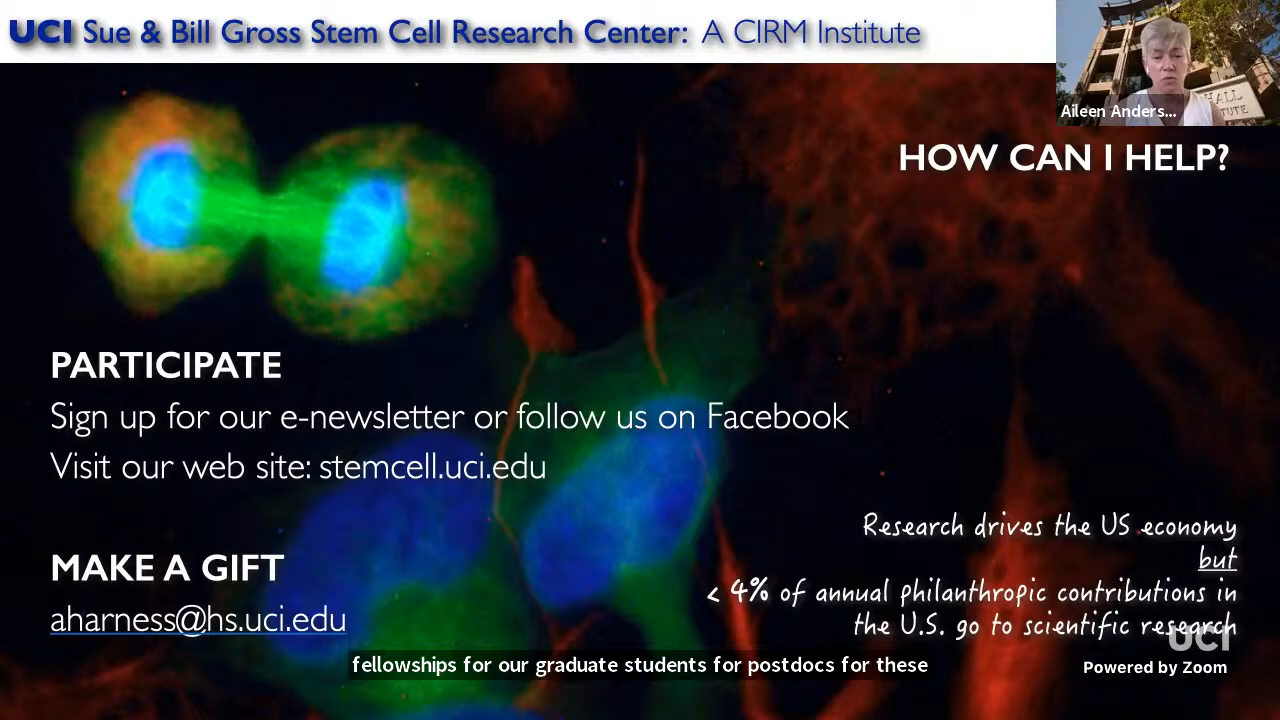 UCI Sue & Bill Gross Stem Cell Research Center: A CIRM Institute
HALL
TUTE
Aileen Anders...
HOW CAN I HELP?
PARTICIPATE
Sign up for our e-newsletter or follow us on Facebook
Visit our web site: stemcell.uci.edu
MAKE A GIFT
aharness@hs.uci.edu
Research drives the US economy
but
< 4% of annual philanthropic contributions in
the U.S. go to scientific research
UCI
fellowships for our graduate students for postdocs for these
Powered by Zoom